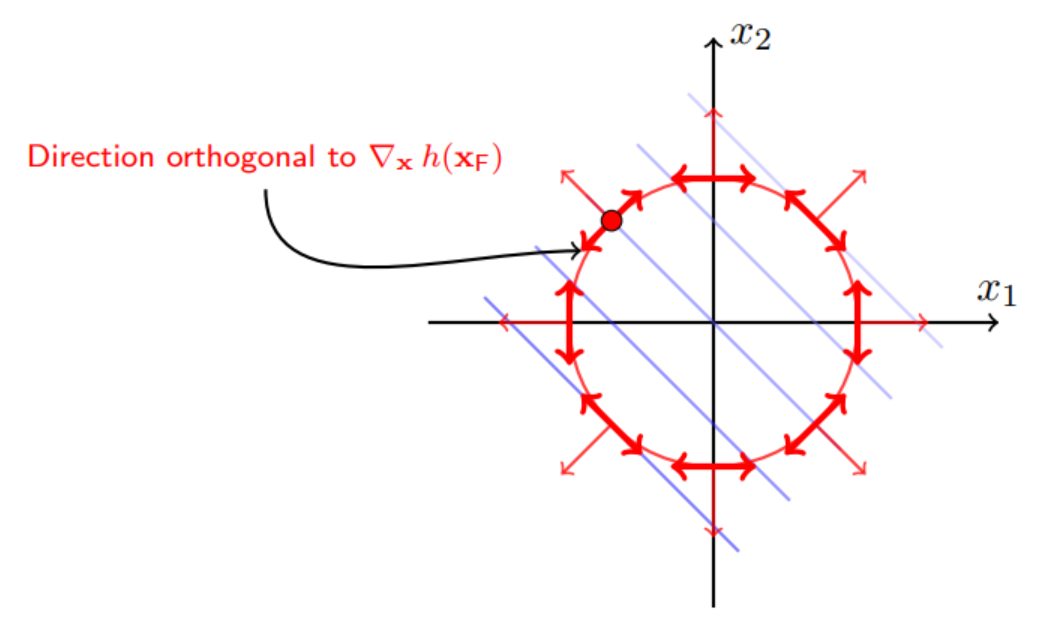 x₂
Direction orthogonal to ∇ₓ h(x_F)
x₁